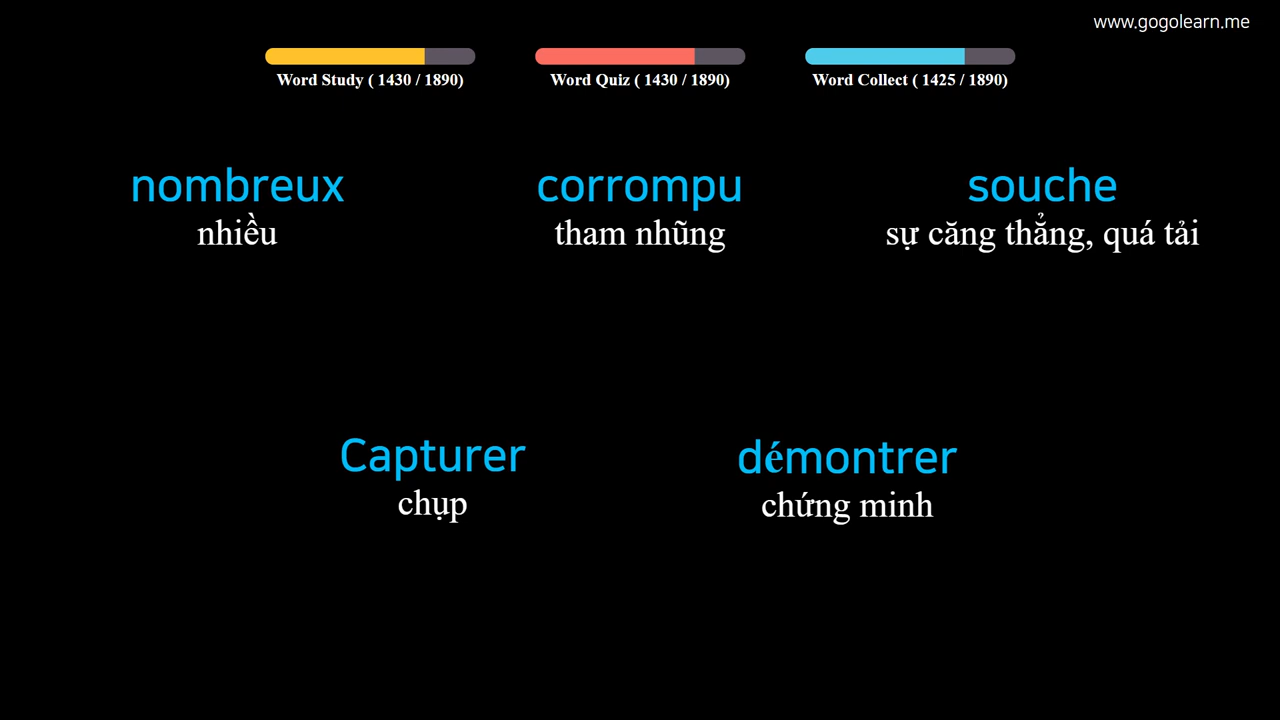 www.gogolearn.me
Word Study ( 1430 / 1890)
Word Quiz ( 1430 / 1890)
Word Collect ( 1425 / 1890)
nombreux
nhiều
corrompu
tham nhũng
souche
sự căng thẳng, quá tải
Capturer
chụp
démontrer
chứng minh